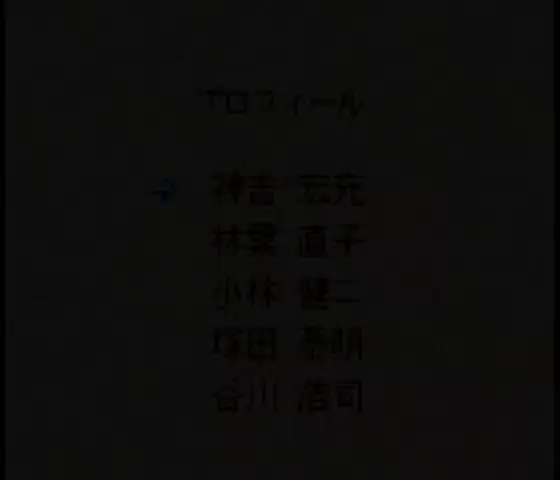 プロフィール
神吉 宏充
林葉 直子
小林 健二
塚田 泰明
谷川 浩司